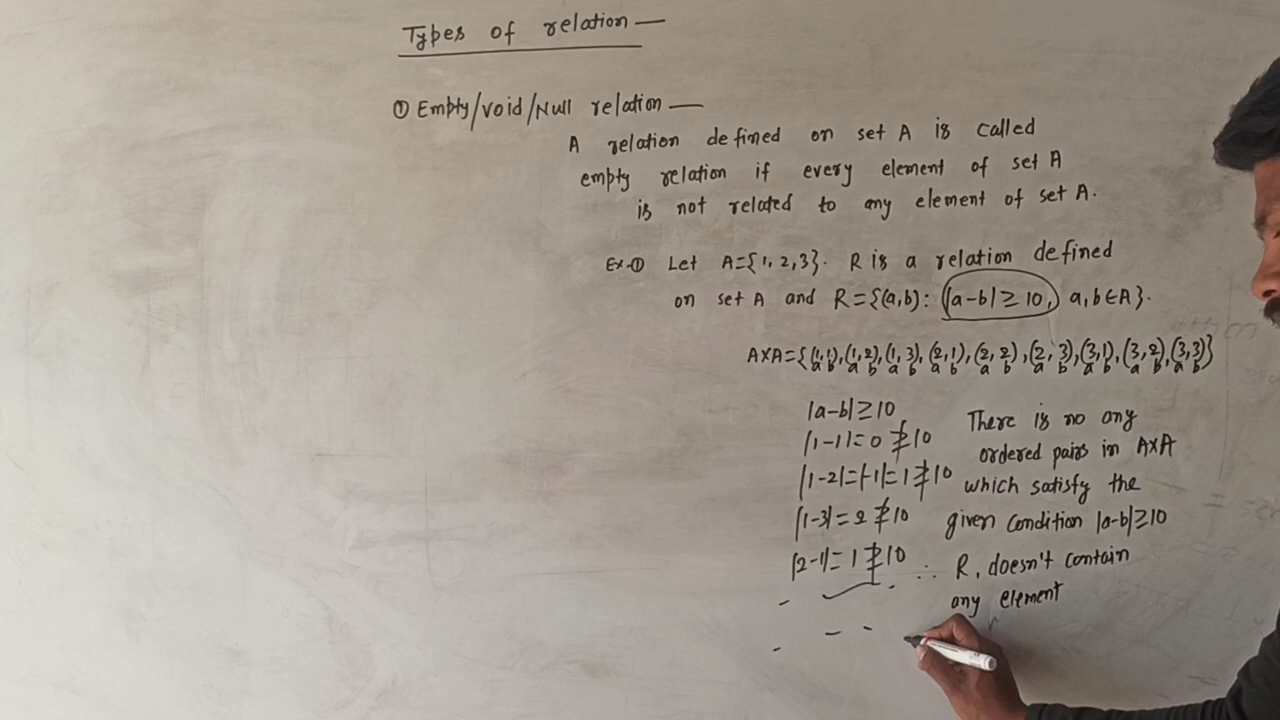 Types of relation —
① Empty/void/Null relation —
A relation defined on set A is called
empty relation if every element of set A
is not related to any element of set A.
Ex-① Let A={1, 2, 3}. R is a relation defined
on set A and R={(a,b): |a-b| ≥ 10, a,b∈A}.
A×A={(1,1),(1,2),(1,3),(2,1),(2,2),(2,3),(3,1),(3,2),(3,3)}
a b a b a b a b a b a b a b a b a b
|a-b| ≥ 10
|1-1|=0 ≱ 10
|1-2|=|-1|=1 ≱ 10
|1-3|=2 ≱ 10
|2-1|=1 ≱ 10
There is no any
ordered pairs in A×A
which satisfy the
given condition |a-b|≥10
∴ R, doesn't contain
any element